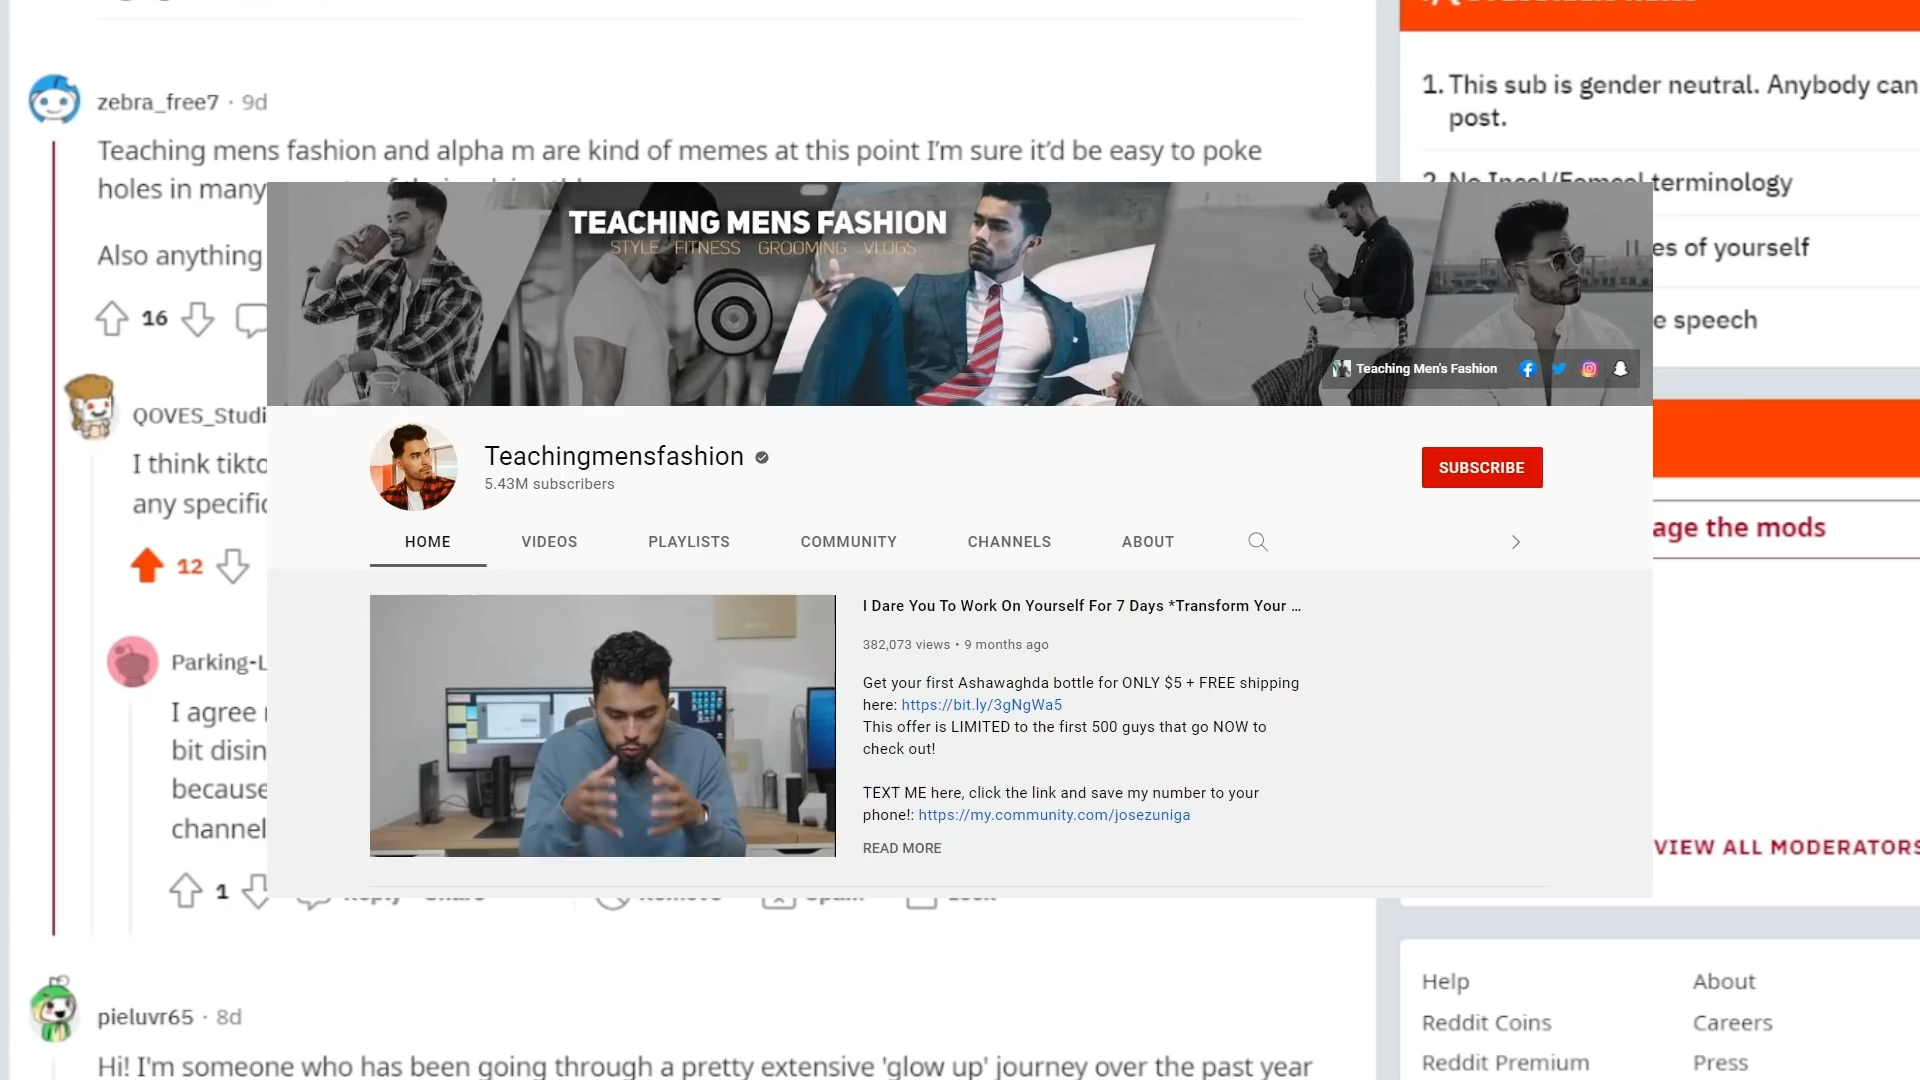 zebra_free7 · 9d
Teaching mens fashion and alpha m are kind of memes at this point I'm sure it'd be easy to poke
holes in many
Also anything
16
QOVES_Studi
I think tikto
any specific
12
Parking-L
I agree
bit disin
because
channel
1
Reply Share Remove Spam Lock
pieluvr65 · 8d
Hi! I'm someone who has been going through a pretty extensive 'glow up' journey over the past year
TEACHING MENS FASHION
STYLE FITNESS GROOMING VLOGS
Teaching Men's Fashion
Teachingmensfashion
5.43M subscribers
SUBSCRIBE
HOME VIDEOS PLAYLISTS COMMUNITY CHANNELS ABOUT
I Dare You To Work On Yourself For 7 Days *Transform Your ...
382,073 views • 9 months ago
Get your first Ashawaghda bottle for ONLY $5 + FREE shipping
here: https://bit.ly/3gNgWa5
This offer is LIMITED to the first 500 guys that go NOW to
check out!
TEXT ME here, click the link and save my number to your
phone!: https://my.community.com/josezuniga
READ MORE
1. This sub is gender neutral. Anybody can
post.
2. No Incel/Femcel terminology
es of yourself
e speech
age the mods
VIEW ALL MODERATORS
Help About
Reddit Coins Careers
Reddit Premium Press